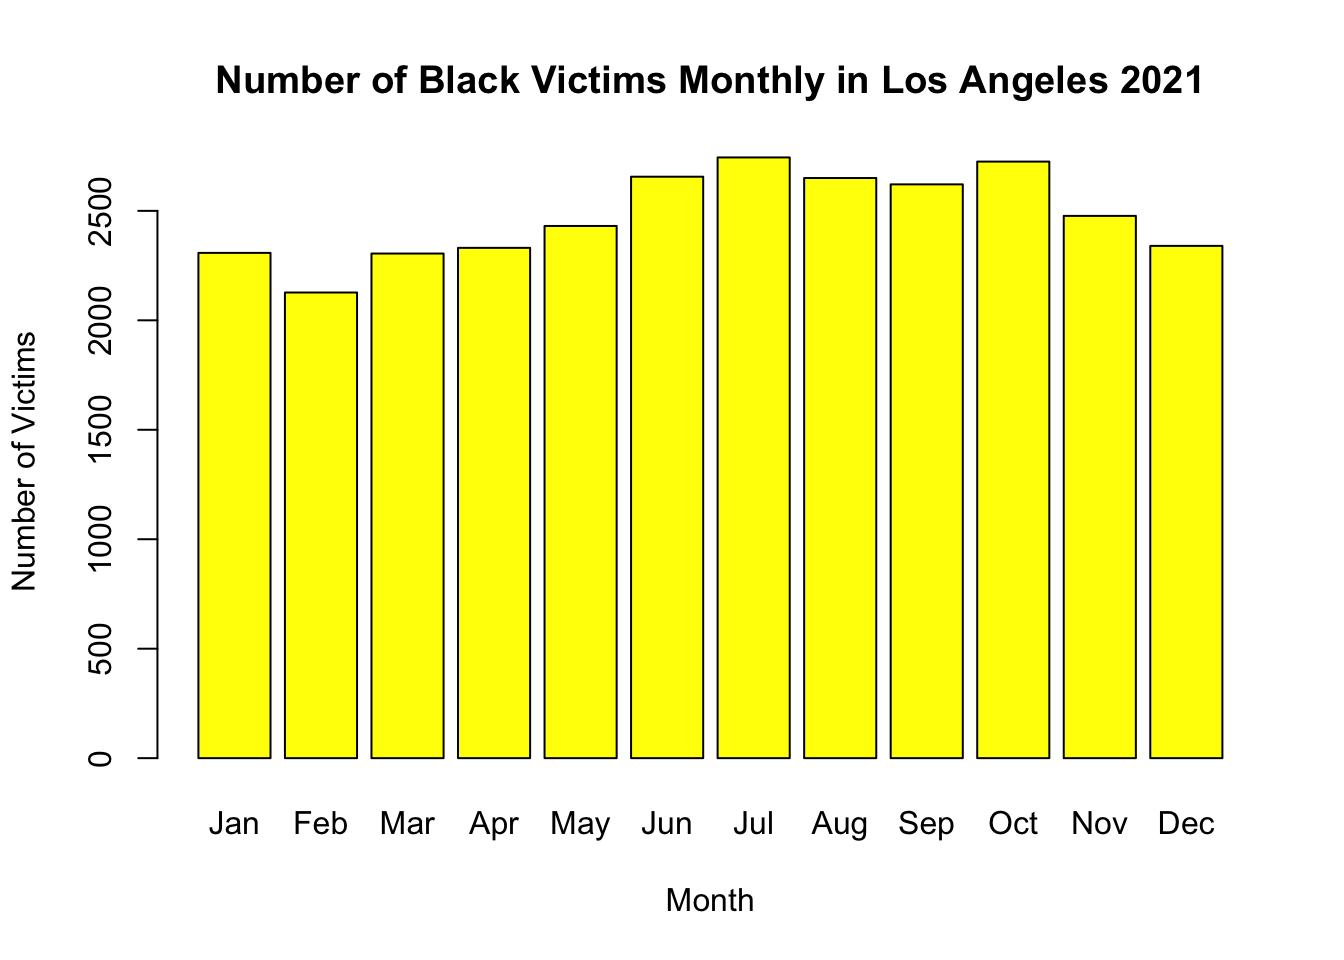 Number of Black Victims Monthly in Los Angeles 2021
Number of Victims
2500
2000
1500
1000
500
0
Jan Feb Mar Apr May Jun Jul Aug Sep Oct Nov Dec
Month